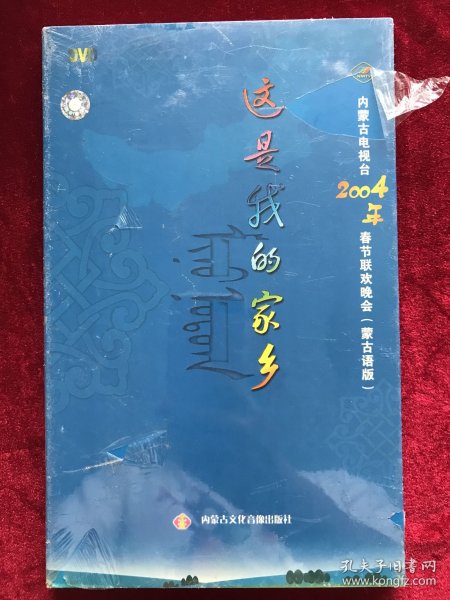 DVD
这是我的家乡
内蒙古电视台
2004年
春节联欢晚会（蒙古语版）
内蒙古文化音像出版社
孔夫子旧书网
www.kongfz.com